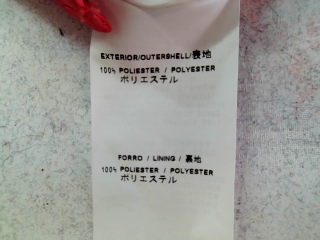 EXTERIOR/OUTERSHELL/表地
100% POLIESTER / POLYESTER
ポリエステル
FORRO / LINING / 裏地
100% POLIESTER / POLYESTER
ポリエステル